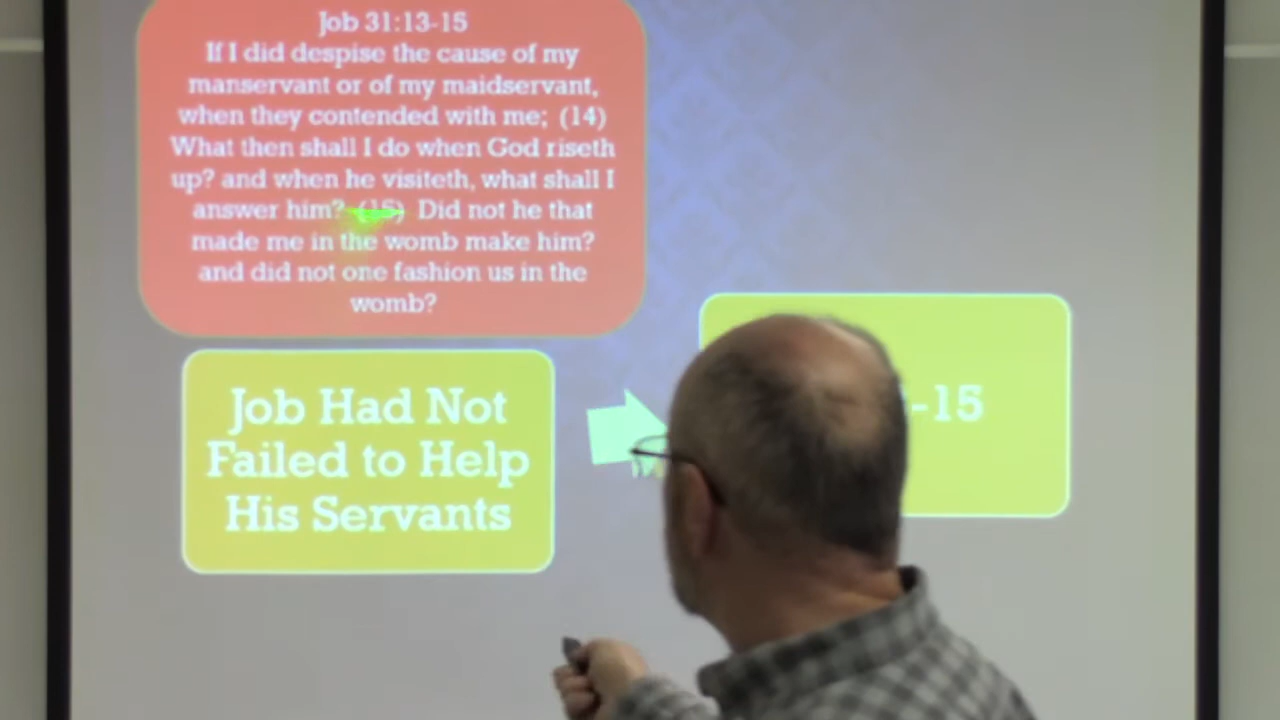 Job 31:13-15
If I did despise the cause of my
manservant or of my maidservant,
when they contended with me; (14)
What then shall I do when God riseth
up? and when he visiteth, what shall I
answer him? (15) Did not he that
made me in the womb make him?
and did not one fashion us in the
womb?
Job Had Not
Failed to Help
His Servants
-15